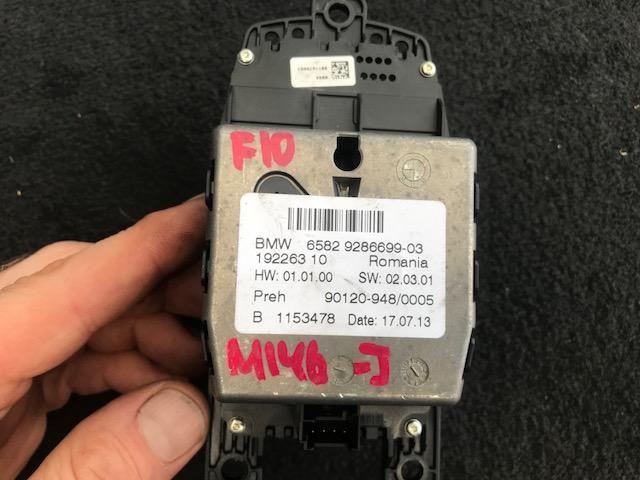 F10
BMW 6582 9286699-03
192263 10 Romania
HW: 01.01.00 SW: 02.03.01
Preh 90120-948/0005
B 1153478 Date: 17.07.13
M146-J